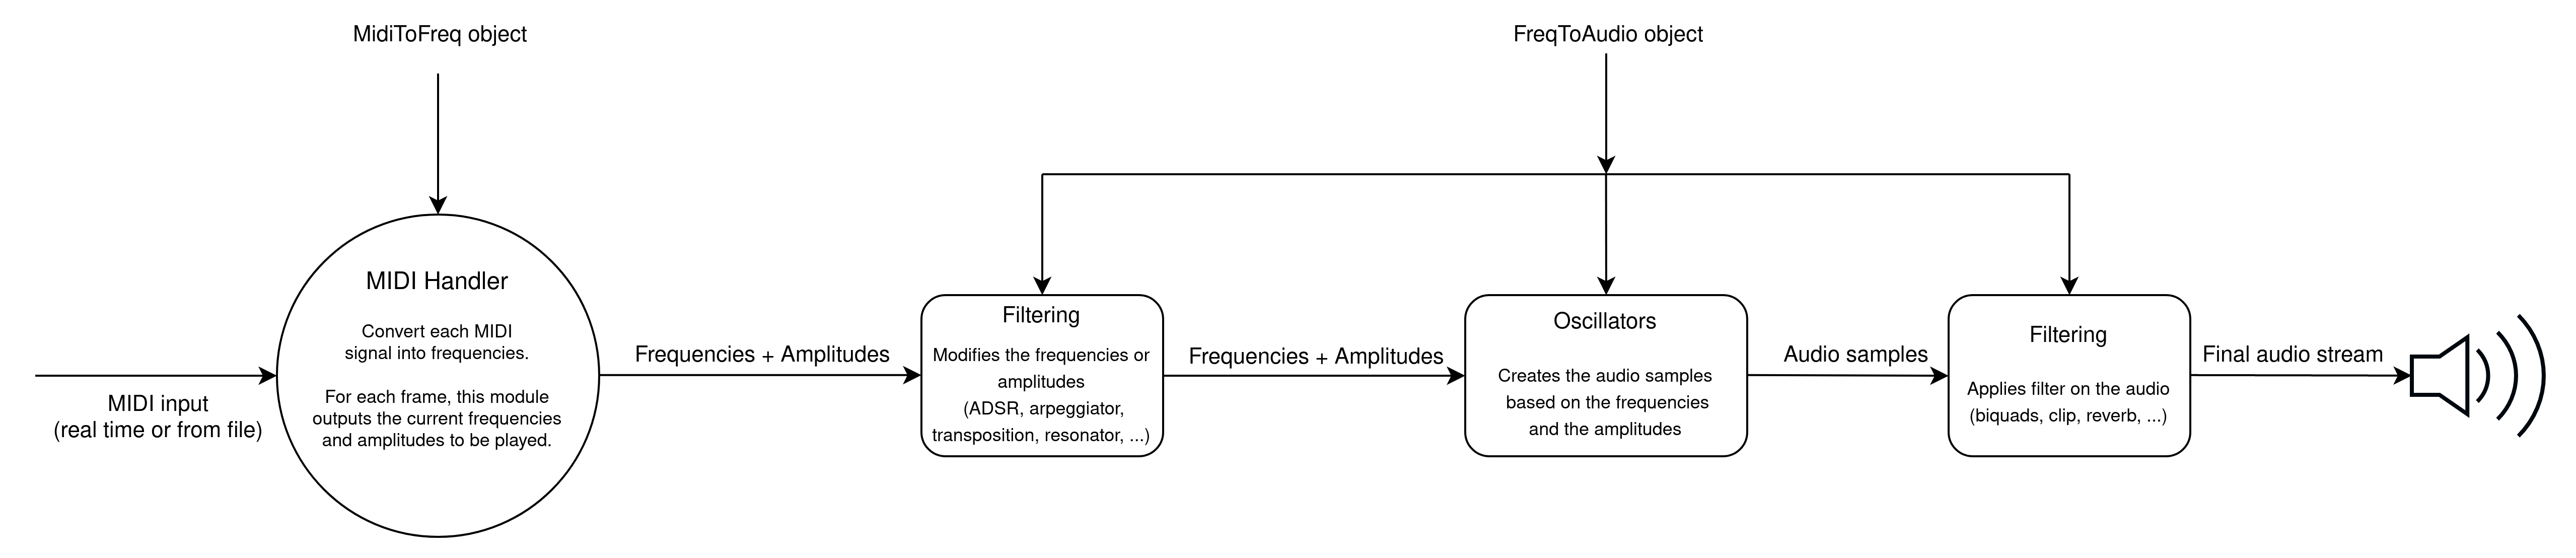 MidiToFreq object
FreqToAudio object
MIDI Handler
Convert each MIDI
signal into frequencies.
For each frame, this module
outputs the current frequencies
and amplitudes to be played.
MIDI input
(real time or from file)
Frequencies + Amplitudes
Filtering
Modifies the frequencies or
amplitudes
(ADSR, arpeggiator,
transposition, resonator, ...)
Frequencies + Amplitudes
Oscillators
Creates the audio samples
based on the frequencies
and the amplitudes
Audio samples
Filtering
Applies filter on the audio
(biquads, clip, reverb, ...)
Final audio stream